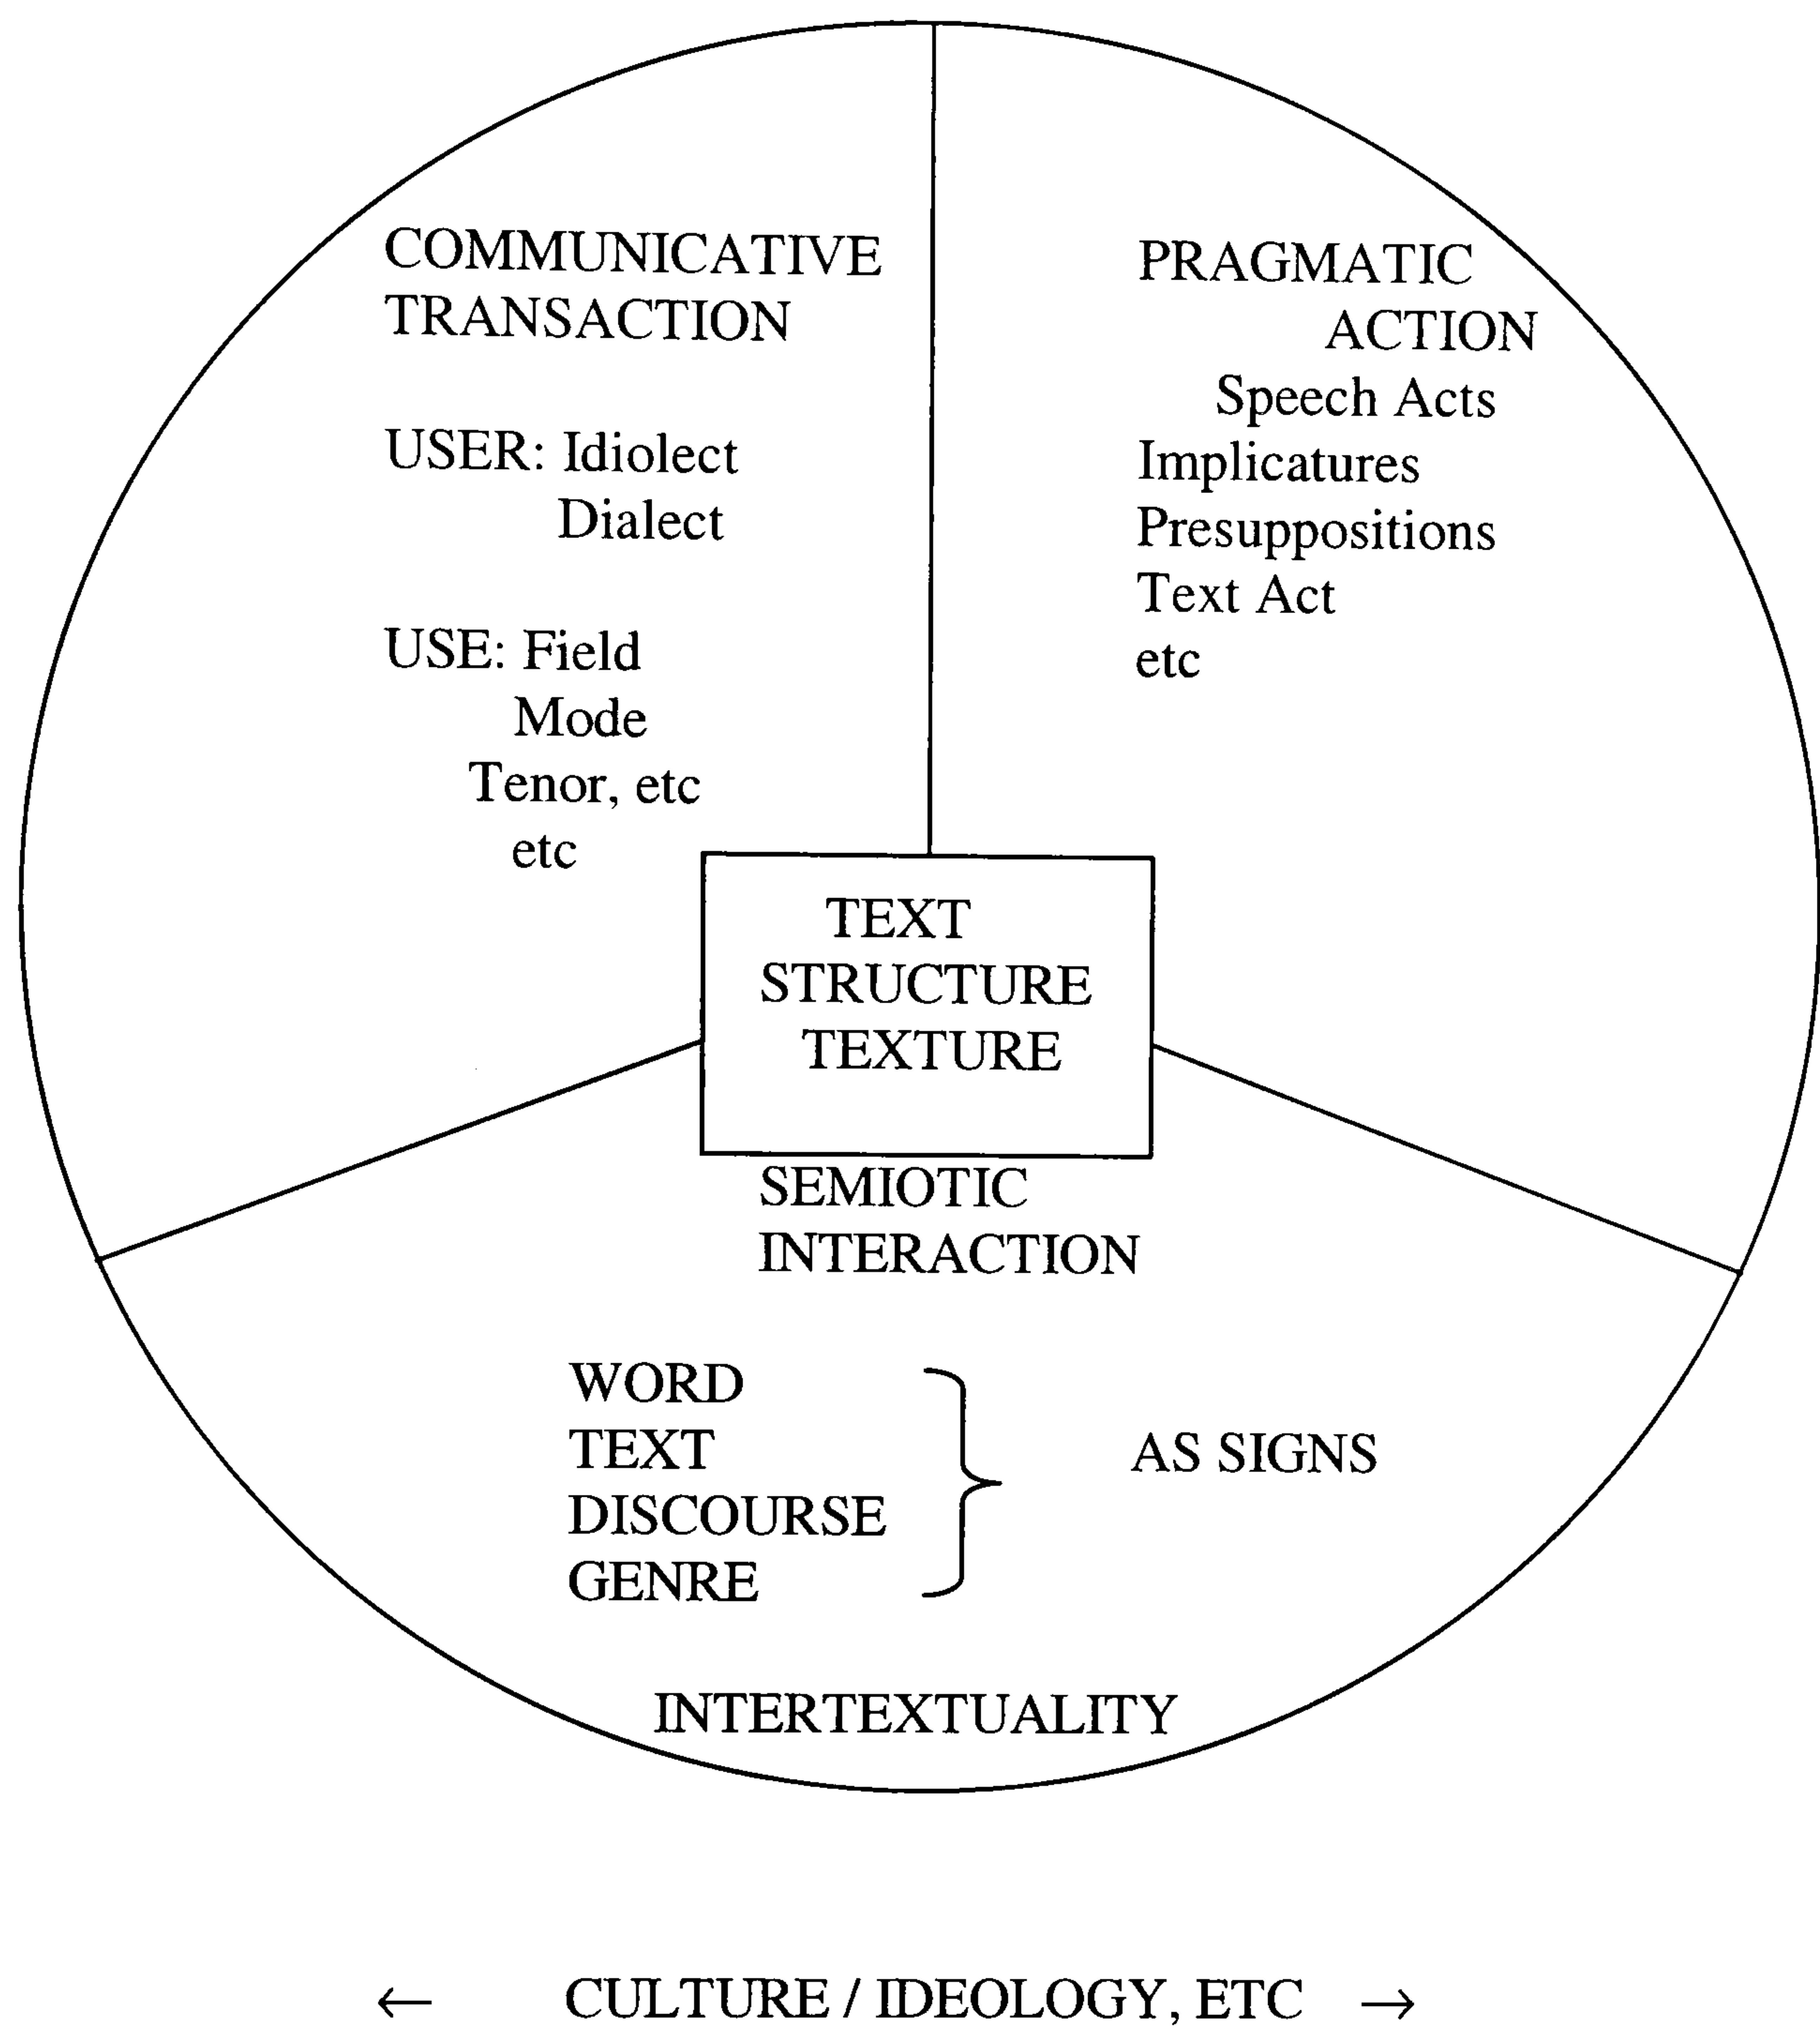 COMMUNICATIVE
TRANSACTION
USER: Idiolect
Dialect
USE: Field
Mode
Tenor, etc
etc
PRAGMATIC
ACTION
Speech Acts
Implicatures
Presuppositions
Text Act
etc
TEXT
STRUCTURE
TEXTURE
SEMIOTIC
INTERACTION
WORD
TEXT
DISCOURSE
GENRE
AS SIGNS
INTERTEXTUALITY
← CULTURE / IDEOLOGY, ETC →